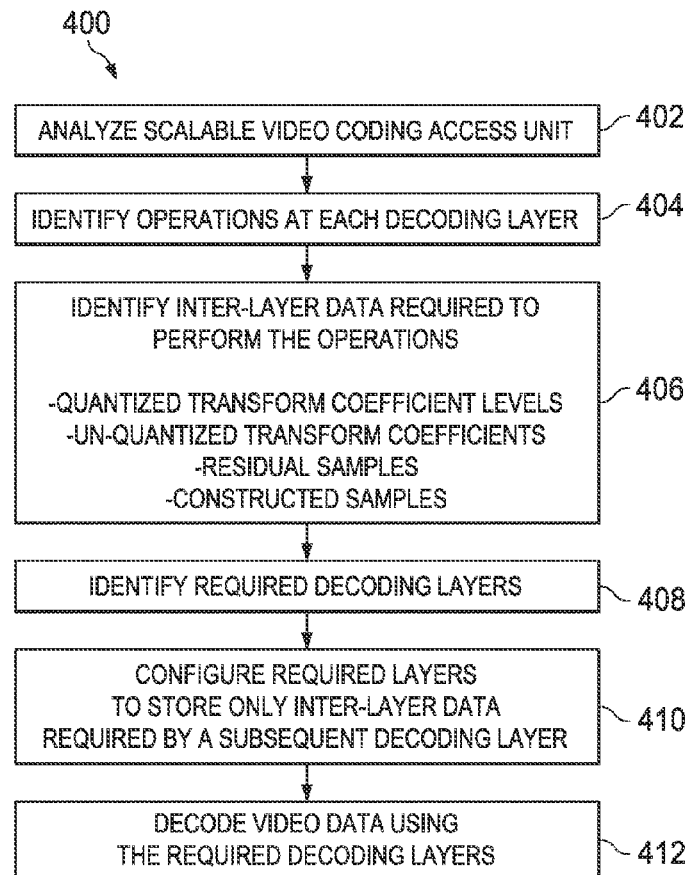 400
ANALYZE SCALABLE VIDEO CODING ACCESS UNIT
402
IDENTIFY OPERATIONS AT EACH DECODING LAYER
404
IDENTIFY INTER-LAYER DATA REQUIRED TO
PERFORM THE OPERATIONS
-QUANTIZED TRANSFORM COEFFICIENT LEVELS
-UN-QUANTIZED TRANSFORM COEFFICIENTS
-RESIDUAL SAMPLES
-CONSTRUCTED SAMPLES
406
IDENTIFY REQUIRED DECODING LAYERS
408
CONFIGURE REQUIRED LAYERS
TO STORE ONLY INTER-LAYER DATA
REQUIRED BY A SUBSEQUENT DECODING LAYER
410
DECODE VIDEO DATA USING
THE REQUIRED DECODING LAYERS
412